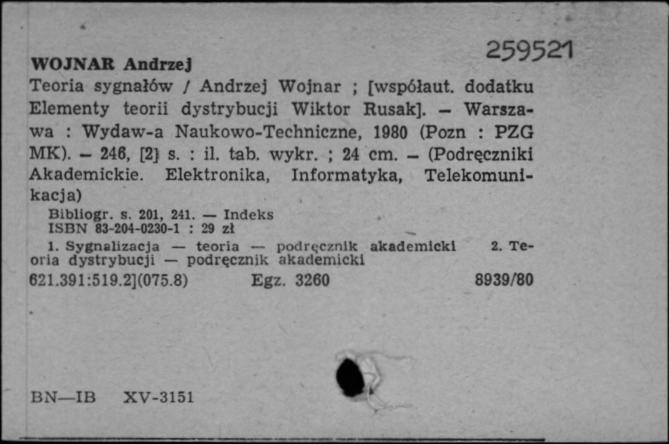 259521
WOJNAR Andrzej
Teoria sygnałów / Andrzej Wojnar ; [współaut. dodatku
Elementy teorii dystrybucji Wiktor Rusak]. — Warsza-
wa : Wydaw-a Naukowo-Techniczne, 1980 (Pozn : PZG
MK). — 246, [2] s. : il. tab. wykr. ; 24 cm. — (Podręczniki
Akademickie. Elektronika, Informatyka, Telekomuni-
kacja)
Bibliogr. s. 201, 241. — Indeks
ISBN 83-204-0230-1 : 29 zł
1. Sygnalizacja — teoria — podręcznik akademicki 2. Te-
oria dystrybucji — podręcznik akademicki
621.391:519.2](075.8) Egz. 3260 8939/80
BN—IB XV-3151